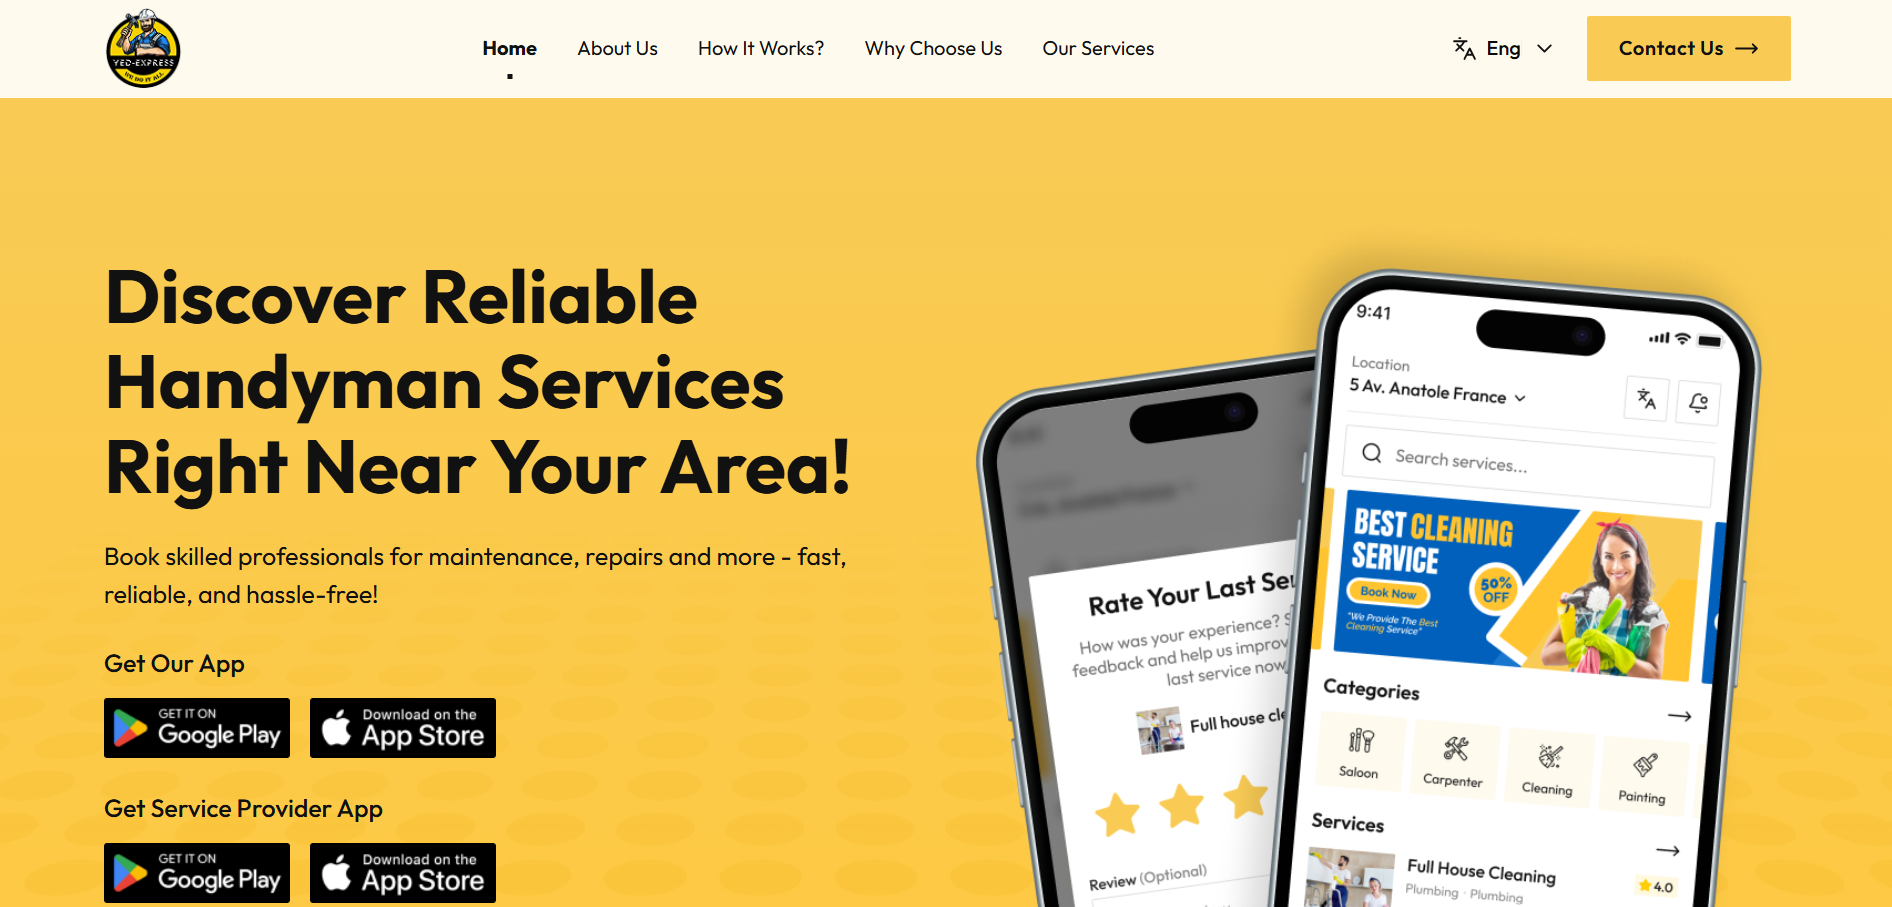 YED-EXPRESS
WE DO IT ALL
Home
About Us
How It Works?
Why Choose Us
Our Services
Eng
Contact Us
Discover Reliable
Handyman Services
Right Near Your Area!
Book skilled professionals for maintenance, repairs and more - fast,
reliable, and hassle-free!
Get Our App
GET IT ON
Google Play
Download on the
App Store
Get Service Provider App
GET IT ON
Google Play
Download on the
App Store
Rate Your Last Se
How was your experience? S
feedback and help us improv
last service now
Full house cle
Review (Optional)
9:41
Location
5 Av. Anatole France
Search services...
BEST CLEANING
SERVICE
Book Now
50%
OFF
"We Provide The Best
Cleaning Service"
Categories
Saloon
Carpenter
Cleaning
Painting
Services
Full House Cleaning
Plumbing · Plumbing
4.0